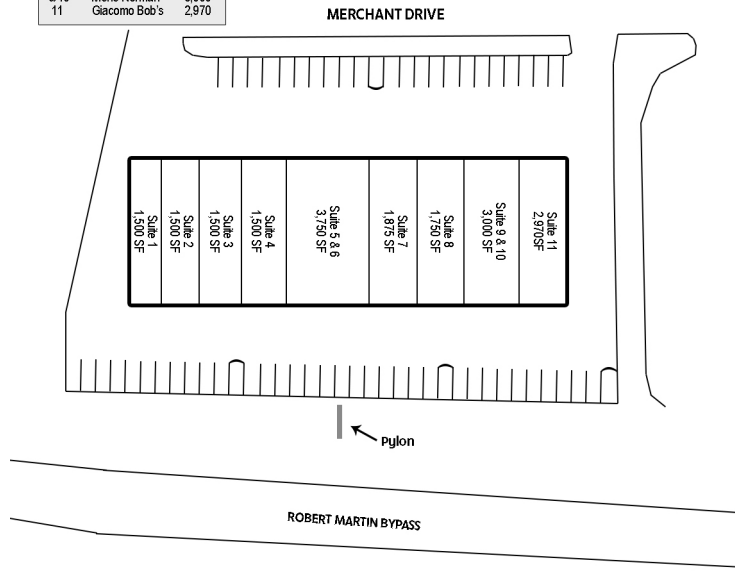 11 Giacomo Bob's 2,970
MERCHANT DRIVE
Suite 1
1,500 SF
Suite 2
1,500 SF
Suite 3
1,500 SF
Suite 4
1,500 SF
Suite 5 & 6
3,750 SF
Suite 7
1,875 SF
Suite 8
1,750 SF
Suite 9 & 10
3,000 SF
Suite 11
2,970SF
Pylon
ROBERT MARTIN BYPASS